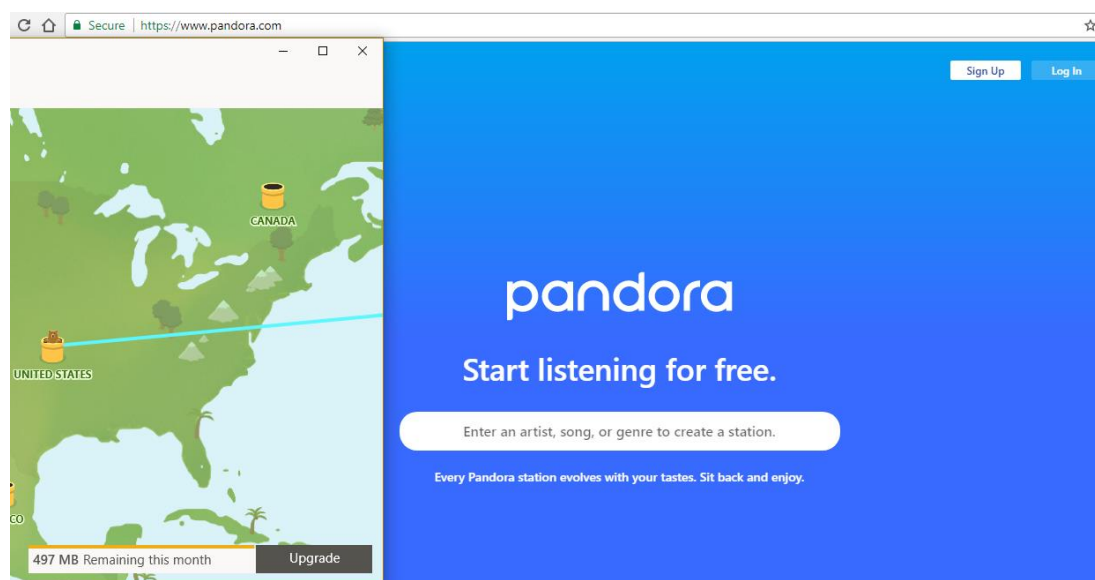 Secure | https://www.pandora.com
Sign Up
Log In
CANADA
UNITED STATES
CO
497 MB Remaining this month
Upgrade
pandora
Start listening for free.
Enter an artist, song, or genre to create a station.
Every Pandora station evolves with your tastes. Sit back and enjoy.